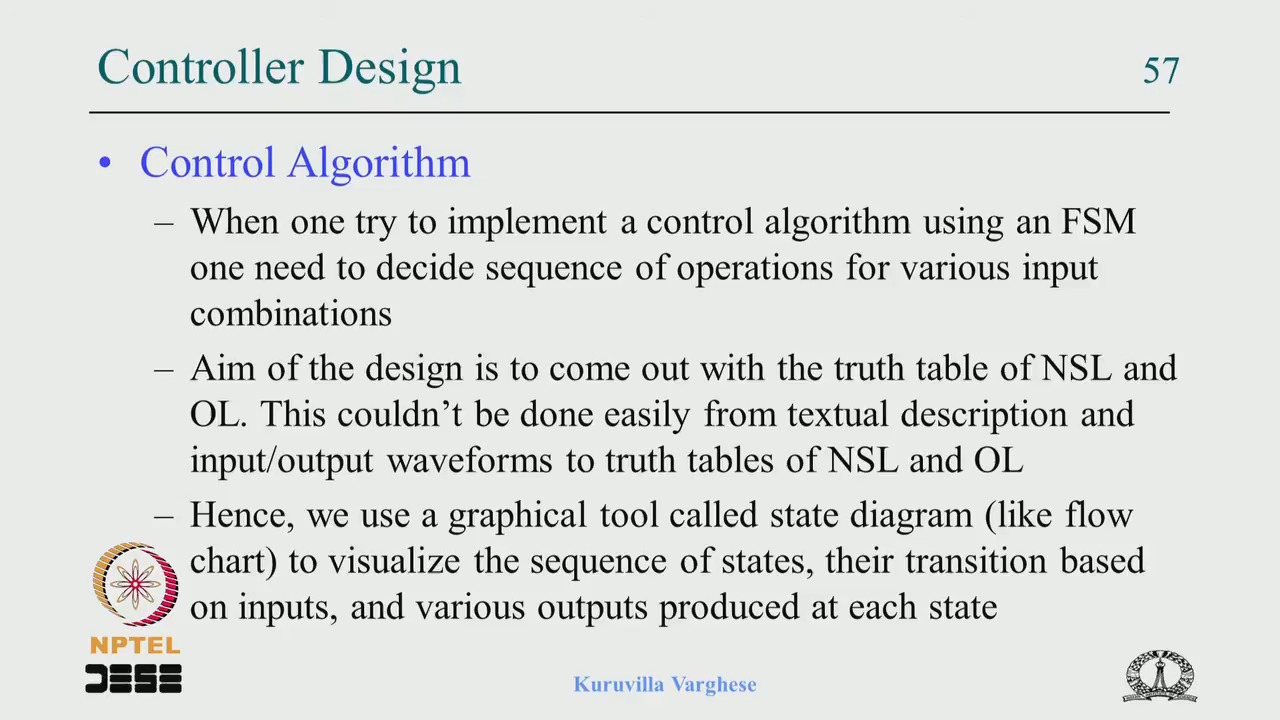 Controller Design
57
• Control Algorithm
– When one try to implement a control algorithm using an FSM
one need to decide sequence of operations for various input
combinations
– Aim of the design is to come out with the truth table of NSL and
OL. This couldn’t be done easily from textual description and
input/output waveforms to truth tables of NSL and OL
– Hence, we use a graphical tool called state diagram (like flow
chart) to visualize the sequence of states, their transition based
on inputs, and various outputs produced at each state
NPTEL
DESE
Kuruvilla Varghese